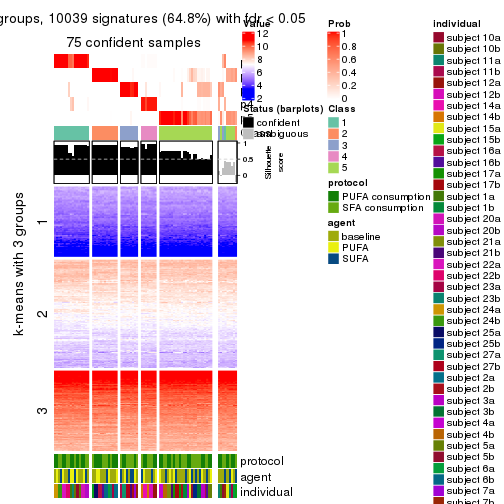 groups, 10039 signatures (64.8%) with fdr < 0.05
75 confident samples
k-means with 3 groups
1
2
3
p4
1
0.5
0
Silhouette
score
protocol
agent
individual
Value
12
10
8
6
4
2
Status (barplots)
confident
ambiguous
Prob
1
0.8
0.6
0.4
0.2
0
Class
1
2
3
4
5
protocol
PUFA consumption
SFA consumption
agent
baseline
PUFA
SUFA
individual
subject 10a
subject 10b
subject 11a
subject 11b
subject 12a
subject 12b
subject 14a
subject 14b
subject 15a
subject 15b
subject 16a
subject 16b
subject 17a
subject 17b
subject 1a
subject 1b
subject 20a
subject 20b
subject 21a
subject 21b
subject 22a
subject 22b
subject 23a
subject 23b
subject 24a
subject 24b
subject 25a
subject 25b
subject 27a
subject 27b
subject 2a
subject 2b
subject 3a
subject 3b
subject 4a
subject 4b
subject 5a
subject 5b
subject 6a
subject 6b
subject 7a
subject 7b